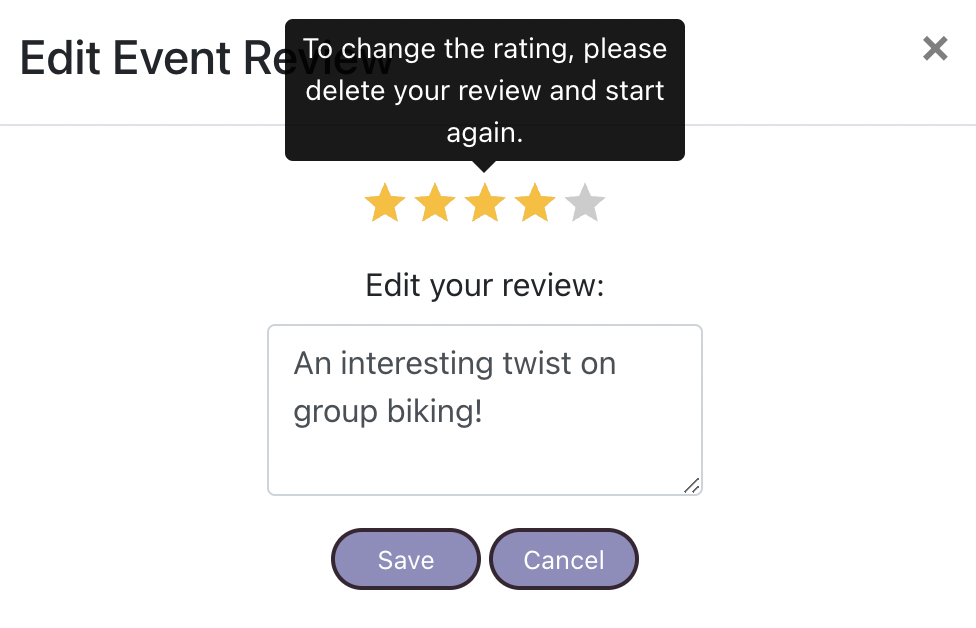 Edit Event Review
To change the rating, please
delete your review and start
again.
Edit your review:
An interesting twist on
group biking!
Save
Cancel